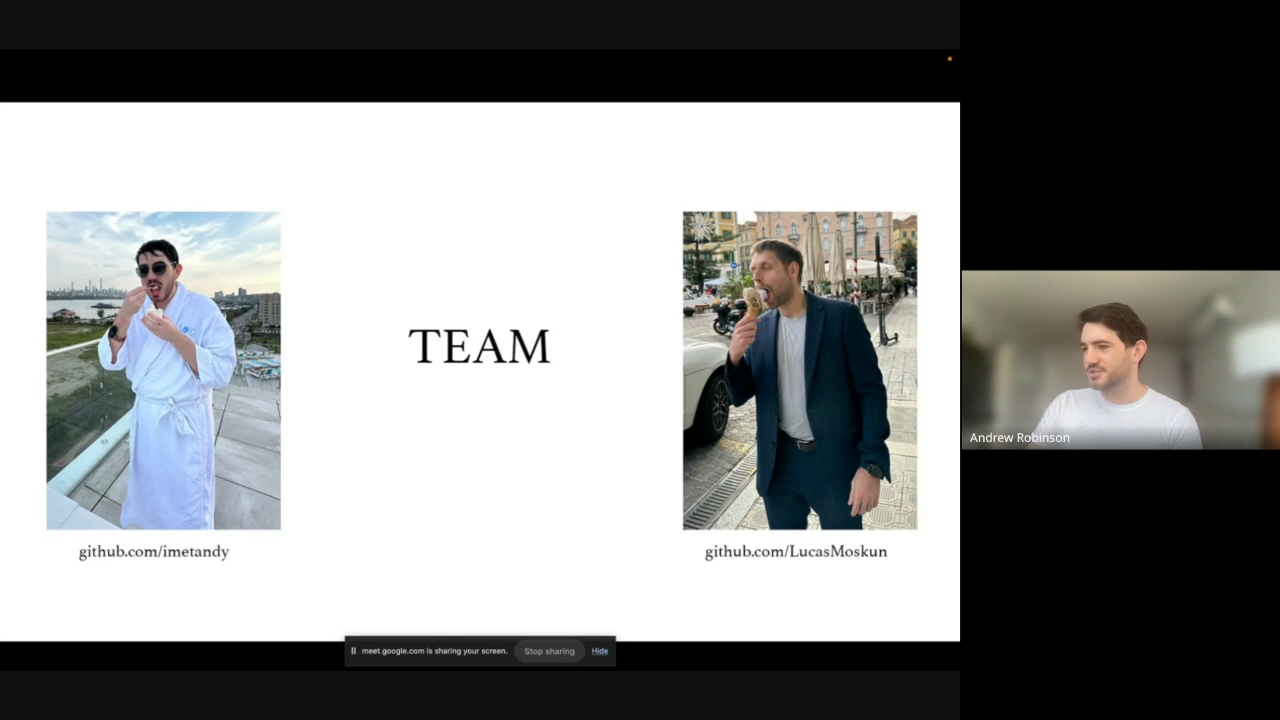 TEAM
github.com/imetandy
github.com/LucasMoskun
Andrew Robinson
meet.google.com is sharing your screen. Stop sharing Hide